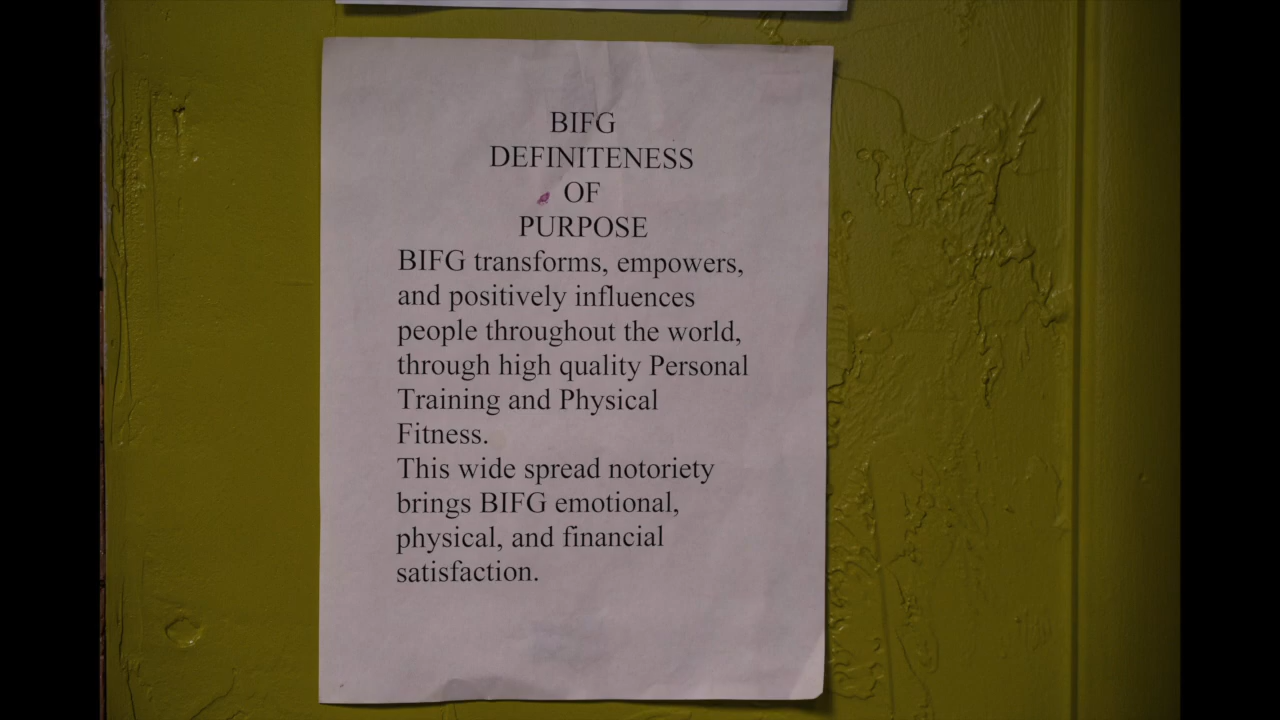 BIFG
DEFINITENESS
OF
PURPOSE
BIFG transforms, empowers,
and positively influences
people throughout the world,
through high quality Personal
Training and Physical
Fitness.
This wide spread notoriety
brings BIFG emotional,
physical, and financial
satisfaction.